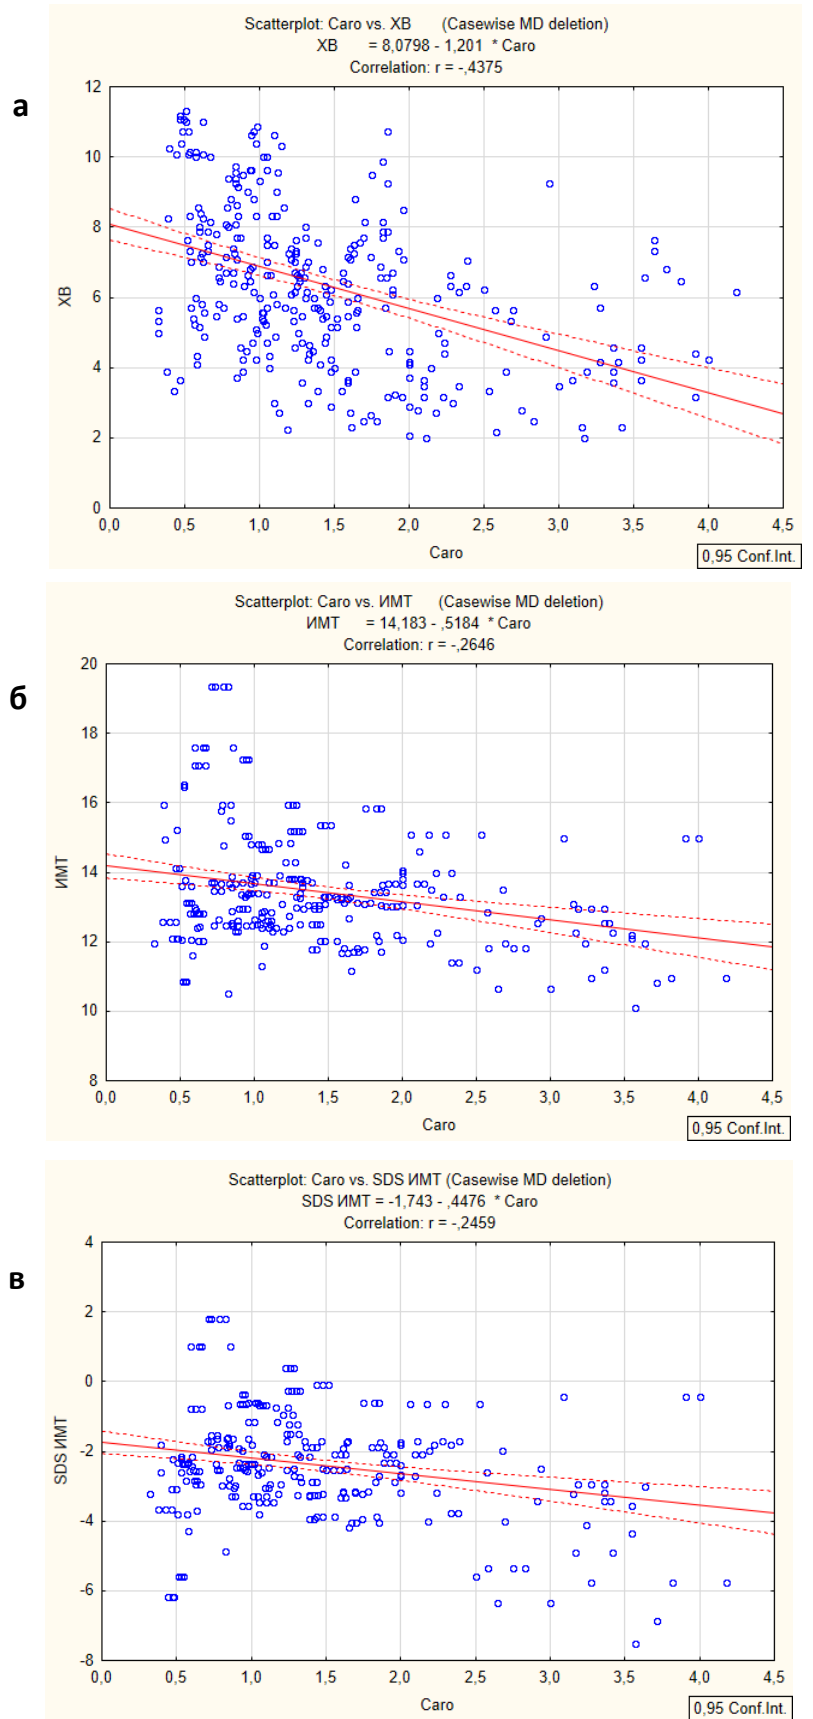 а
Scatterplot: Caro vs. ХВ (Casewise MD deletion)
ХВ = 8,0798 - 1,201 * Caro
Correlation: r = -,4375
12
10
8
6
4
2
0
ХВ
0,0 0,5 1,0 1,5 2,0 2,5 3,0 3,5 4,0 4,5
Caro
0,95 Conf.Int.
б
Scatterplot: Caro vs. ИМТ (Casewise MD deletion)
ИМТ = 14,183 - ,5184 * Caro
Correlation: r = -,2646
20
18
16
14
12
10
8
ИМТ
0,0 0,5 1,0 1,5 2,0 2,5 3,0 3,5 4,0 4,5
Caro
0,95 Conf.Int.
в
Scatterplot: Caro vs. SDS ИМТ (Casewise MD deletion)
SDS ИМТ = -1,743 - ,4476 * Caro
Correlation: r = -,2459
4
2
0
-2
-4
-6
-8
SDS ИМТ
0,0 0,5 1,0 1,5 2,0 2,5 3,0 3,5 4,0 4,5
Caro
0,95 Conf.Int.